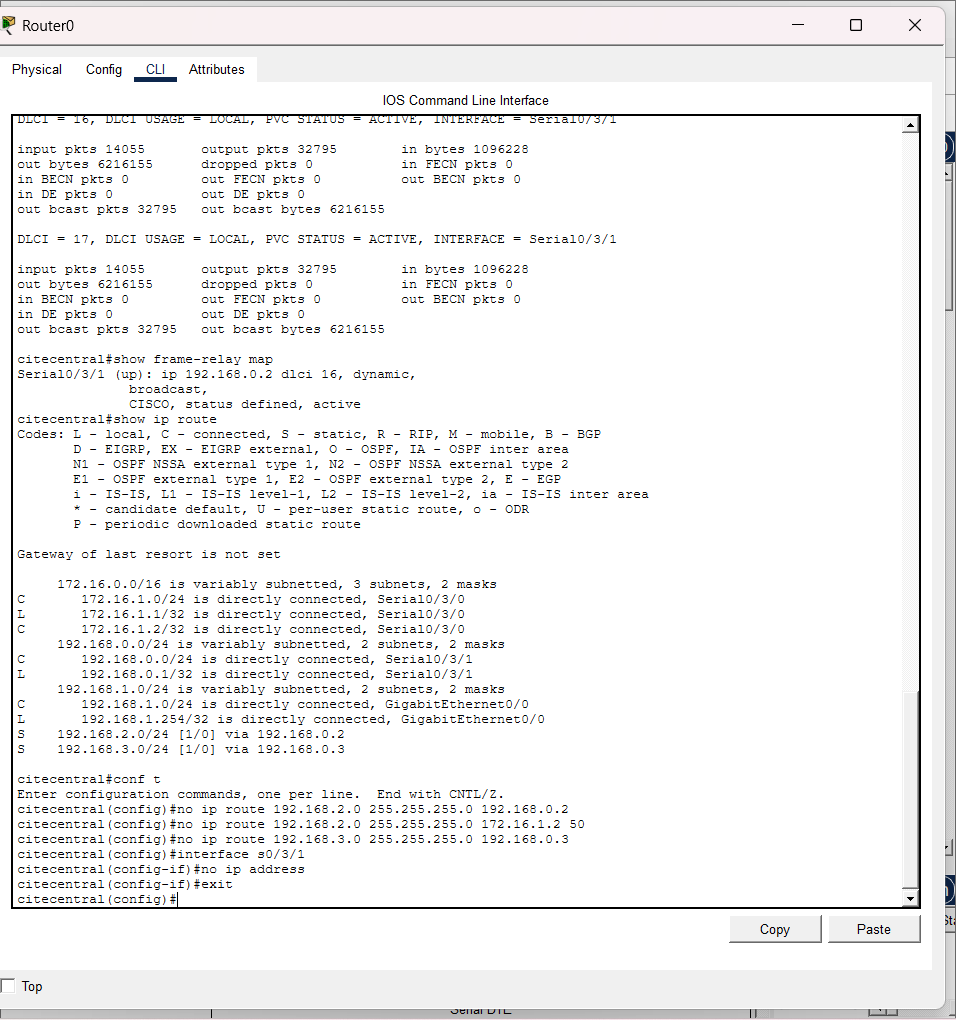 Router0
Physical Config CLI Attributes
IOS Command Line Interface
DLCI = 16, DLCI USAGE = LOCAL, PVC STATUS = ACTIVE, INTERFACE = Serial0/3/1
input pkts 14055 output pkts 32795 in bytes 1096228
out bytes 6216155 dropped pkts 0 in FECN pkts 0
in BECN pkts 0 out FECN pkts 0 out BECN pkts 0
in DE pkts 0 out DE pkts 0
out bcast pkts 32795 out bcast bytes 6216155
DLCI = 17, DLCI USAGE = LOCAL, PVC STATUS = ACTIVE, INTERFACE = Serial0/3/1
input pkts 14055 output pkts 32795 in bytes 1096228
out bytes 6216155 dropped pkts 0 in FECN pkts 0
in BECN pkts 0 out FECN pkts 0 out BECN pkts 0
in DE pkts 0 out DE pkts 0
out bcast pkts 32795 out bcast bytes 6216155
citecentral#show frame-relay map
Serial0/3/1 (up): ip 192.168.0.2 dlci 16, dynamic,
broadcast,
CISCO, status defined, active
citecentral#show ip route
Codes: L - local, C - connected, S - static, R - RIP, M - mobile, B - BGP
D - EIGRP, EX - EIGRP external, O - OSPF, IA - OSPF inter area
N1 - OSPF NSSA external type 1, N2 - OSPF NSSA external type 2
E1 - OSPF external type 1, E2 - OSPF external type 2, E - EGP
i - IS-IS, L1 - IS-IS level-1, L2 - IS-IS level-2, ia - IS-IS inter area
* - candidate default, U - per-user static route, o - ODR
P - periodic downloaded static route
Gateway of last resort is not set
172.16.0.0/16 is variably subnetted, 3 subnets, 2 masks
C 172.16.1.0/24 is directly connected, Serial0/3/0
L 172.16.1.1/32 is directly connected, Serial0/3/0
C 172.16.1.2/32 is directly connected, Serial0/3/0
192.168.0.0/24 is variably subnetted, 2 subnets, 2 masks
C 192.168.0.0/24 is directly connected, Serial0/3/1
L 192.168.0.1/32 is directly connected, Serial0/3/1
192.168.1.0/24 is variably subnetted, 2 subnets, 2 masks
C 192.168.1.0/24 is directly connected, GigabitEthernet0/0
L 192.168.1.254/32 is directly connected, GigabitEthernet0/0
S 192.168.2.0/24 [1/0] via 192.168.0.2
S 192.168.3.0/24 [1/0] via 192.168.0.3
citecentral#conf t
Enter configuration commands, one per line. End with CNTL/Z.
citecentral(config)#no ip route 192.168.2.0 255.255.255.0 192.168.0.2
citecentral(config)#no ip route 192.168.2.0 255.255.255.0 172.16.1.2 50
citecentral(config)#no ip route 192.168.3.0 255.255.255.0 192.168.0.3
citecentral(config)#interface s0/3/1
citecentral(config-if)#no ip address
citecentral(config-if)#exit
citecentral(config)#
Copy Paste
Top
Serial DTE